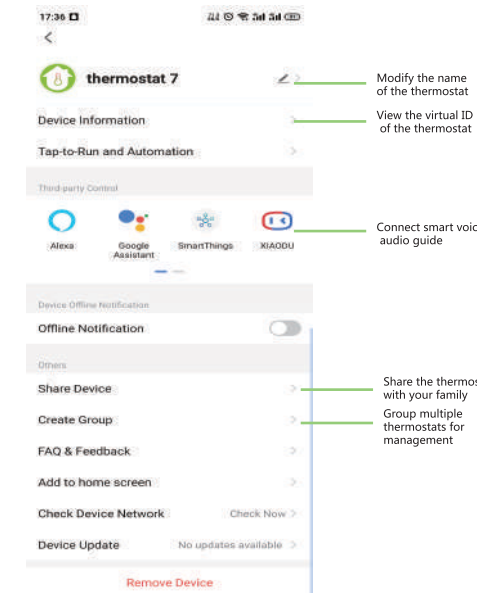 17:36
thermostat 7
Modify the name
of the thermostat
Device Information
View the virtual ID
of the thermostat
Tap-to-Run and Automation
Third-party Control
Alexa
Google
Assistant
SmartThings
XIAODU
Connect smart voic
audio guide
Device Offline Notification
Offline Notification
Others
Share Device
Share the thermos
with your family
Create Group
Group multiple
thermostats for
management
FAQ & Feedback
Add to home screen
Check Device Network
Check Now
Device Update
No updates available
Remove Device